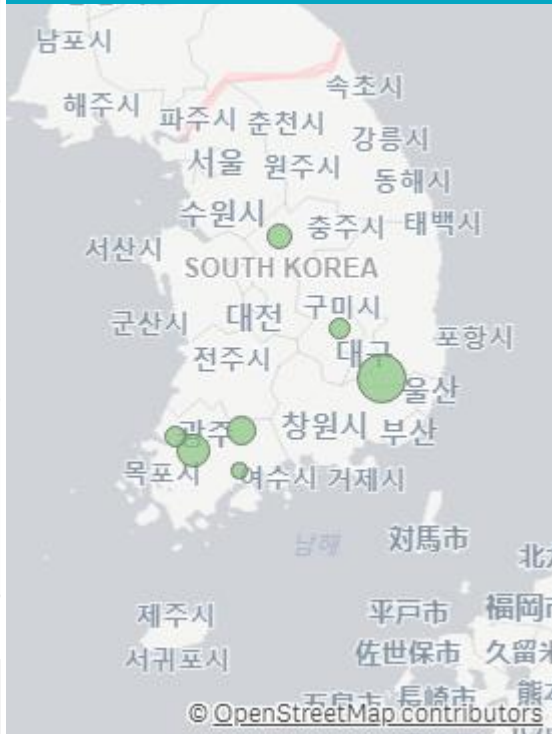 남포시
속초시
해주시
파주시 춘천시
강릉시
서울 원주시
동해시
수원시
충주시 태백시
서산시
SOUTH KOREA
구미시
군산시 대전
포항시
대구
전주시
울산
창원시 부산
광주
목포시 여수시 거제시
남해
対馬市
제주시
平戸市
서귀포시
佐世保市
長崎市
© OpenStreetMap contributors